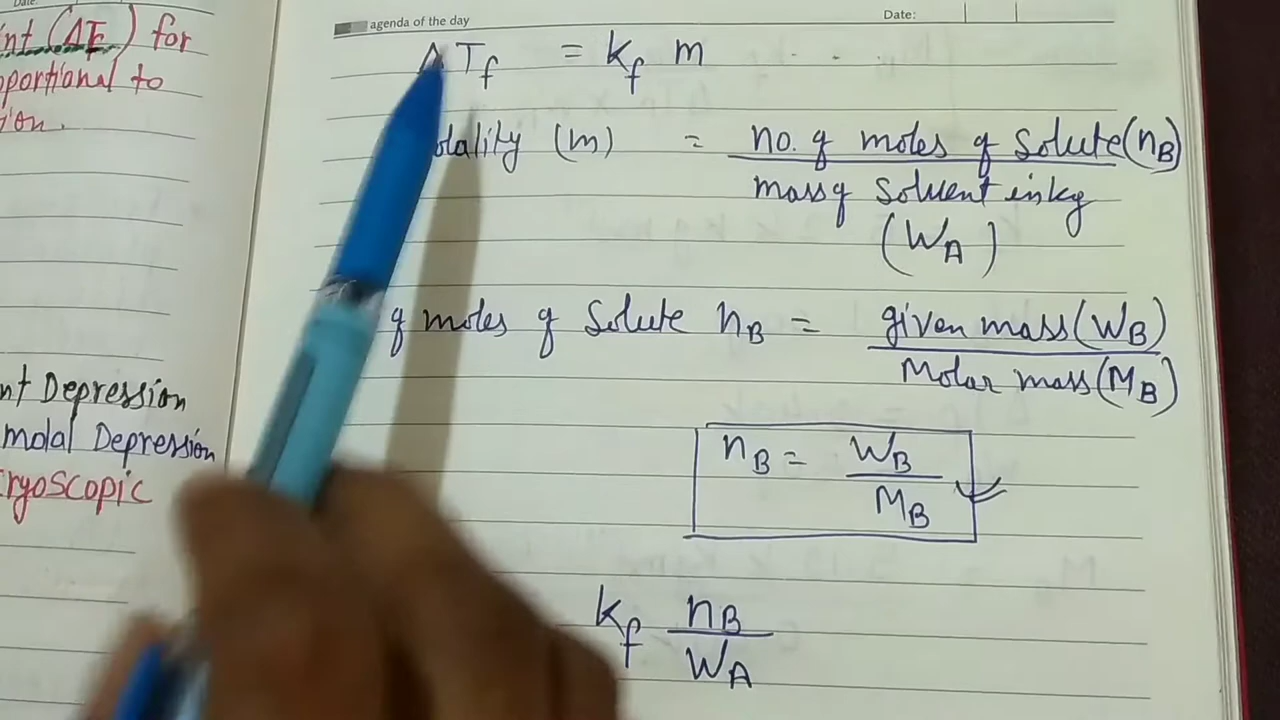 Date:
nt (ΔTf) for
portional to
ion.
nt Depression
molal Depression
ryoscopic
agenda of the day
Date:
Δ Tf = kf m
olality (m) = no. of moles of Solute (nB)
mass of Solvent in kg
(WA)
of moles of Solute nB = given mass (WB)
Molar mass (MB)
nB = WB
MB
kf nB
WA